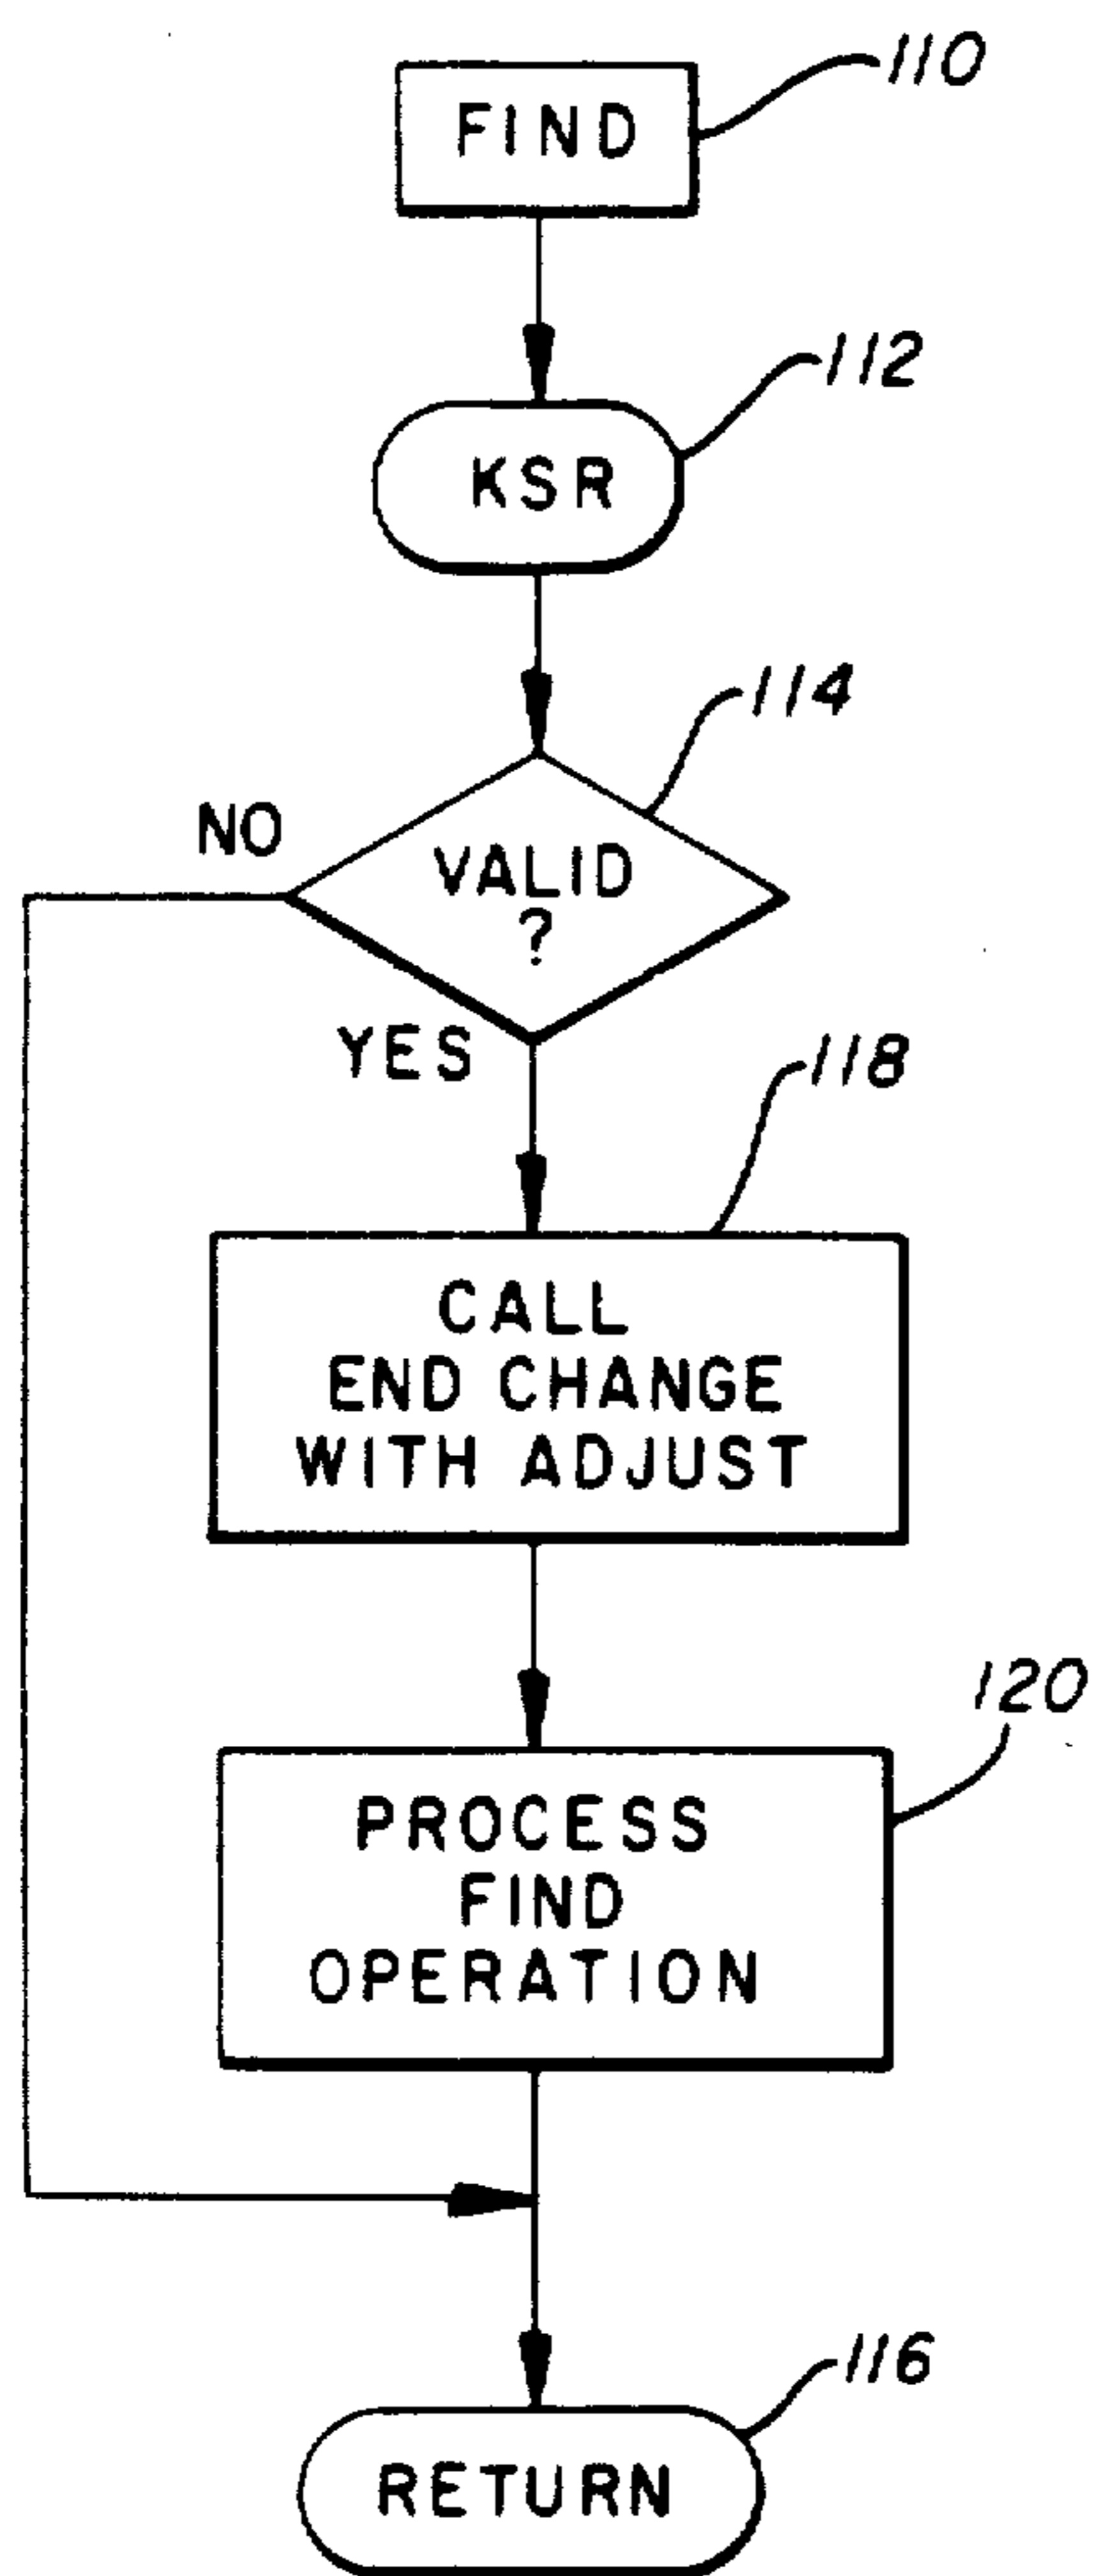 110
FIND
112
KSR
114
NO
VALID
?
YES
118
CALL
END CHANGE
WITH ADJUST
120
PROCESS
FIND
OPERATION
116
RETURN